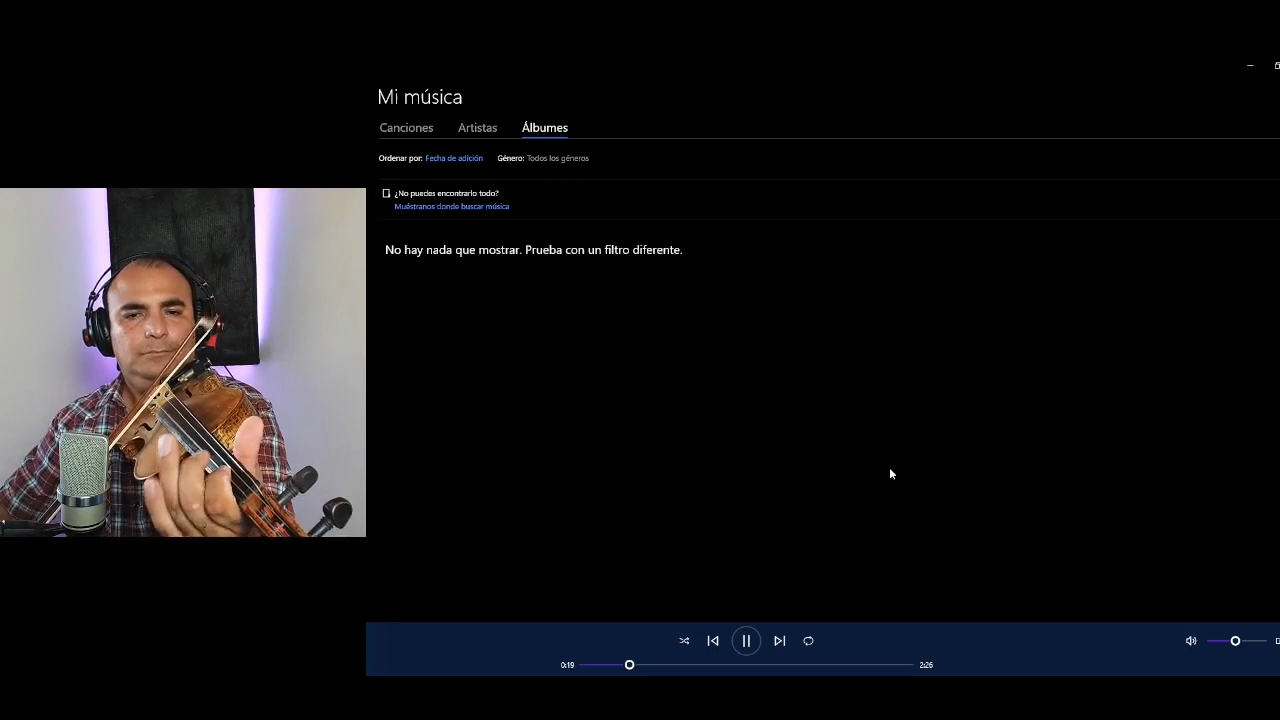 Mi música
Canciones Artistas Álbumes
Ordenar por: Fecha de adición Género: Todos los géneros
¿No puedes encontrarlo todo?
Muéstranos donde buscar música
No hay nada que mostrar. Prueba con un filtro diferente.
0:19 2:26